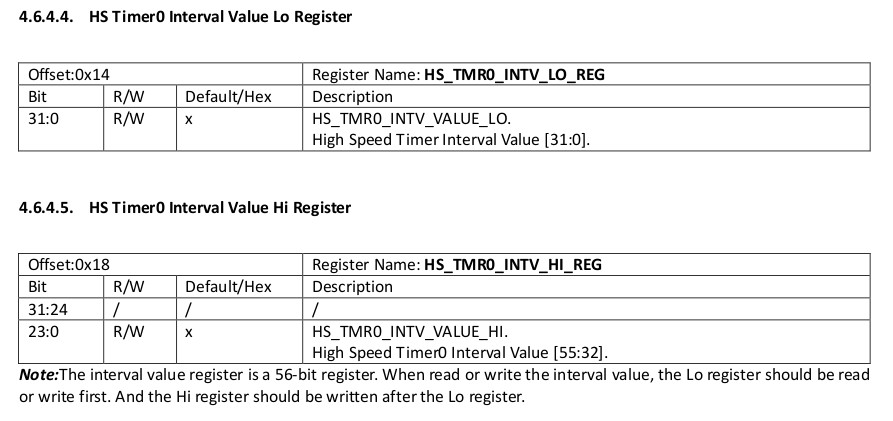 4.6.4.4. HS Timer0 Interval Value Lo Register
Offset:0x14 Register Name: HS_TMR0_INTV_LO_REG
Bit R/W Default/Hex Description
31:0 R/W x HS_TMR0_INTV_VALUE_LO.
High Speed Timer Interval Value [31:0].
4.6.4.5. HS Timer0 Interval Value Hi Register
Offset:0x18 Register Name: HS_TMR0_INTV_HI_REG
Bit R/W Default/Hex Description
31:24 / / /
23:0 R/W x HS_TMR0_INTV_VALUE_HI.
High Speed Timer0 Interval Value [55:32].
Note:The interval value register is a 56-bit register. When read or write the interval value, the Lo register should be read
or write first. And the Hi register should be written after the Lo register.